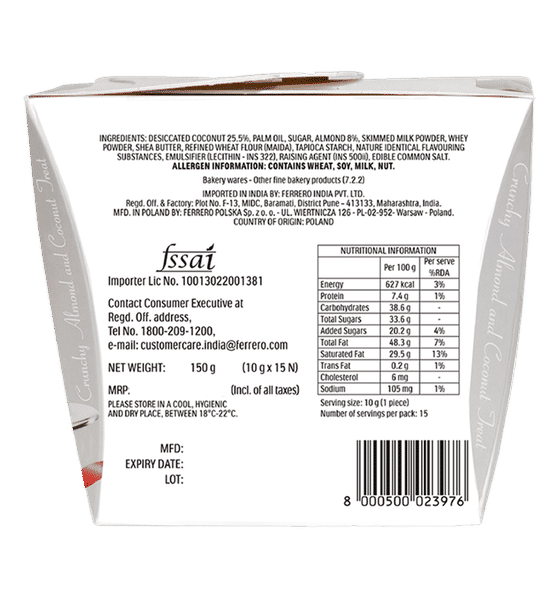 INGREDIENTS: DESICCATED COCONUT 25.5%, PALM OIL, SUGAR, ALMOND 8%, SKIMMED MILK POWDER, WHEY
POWDER, SHEA BUTTER, REFINED WHEAT FLOUR (MAIDA), TAPIOCA STARCH, NATURE IDENTICAL FLAVOURING
SUBSTANCES, EMULSIFIER (LECITHIN - INS 322), RAISING AGENT (INS 500ii), EDIBLE COMMON SALT.
ALLERGEN INFORMATION: CONTAINS WHEAT, SOY, MILK, NUT.
Bakery wares - Other fine bakery products (7.2.2)
IMPORTED IN INDIA BY: FERRERO INDIA PVT. LTD.
Regd. Off. & Factory: Plot No. F-13, MIDC, Baramati, District Pune - 413133, Maharashtra, India.
MFD. IN POLAND BY: FERRERO POLSKA Sp. z o. o. - UL. WIERTNICZA 126 - PL-02-952- Warsaw - Poland.
COUNTRY OF ORIGIN: POLAND
fssai
Importer Lic No. 10013022001381
Contact Consumer Executive at
Regd. Off. address,
Tel No. 1800-209-1200,
e-mail: customercare.india@ferrero.com
NET WEIGHT: 150 g (10 g x 15 N)
MRP. (Incl. of all taxes)
PLEASE STORE IN A COOL, HYGIENIC
AND DRY PLACE, BETWEEN 18°C-22°C.
MFD:
EXPIRY DATE:
LOT:
NUTRITIONAL INFORMATION
Per 100 g Per serve %RDA
Energy 627 kcal 3%
Protein 7.4 g 1%
Carbohydrates 38.6 g -
Total Sugars 33.6 g -
Added Sugars 20.2 g 4%
Total Fat 48.3 g 7%
Saturated Fat 29.5 g 13%
Trans Fat 0.2 g 1%
Cholesterol 6 mg -
Sodium 105 mg 1%
Serving size: 10 g (1 piece)
Number of servings per pack: 15
8 000500 023976
Crunchy Almond and Coconut Treat
Crunchy Almond and Coconut Treat